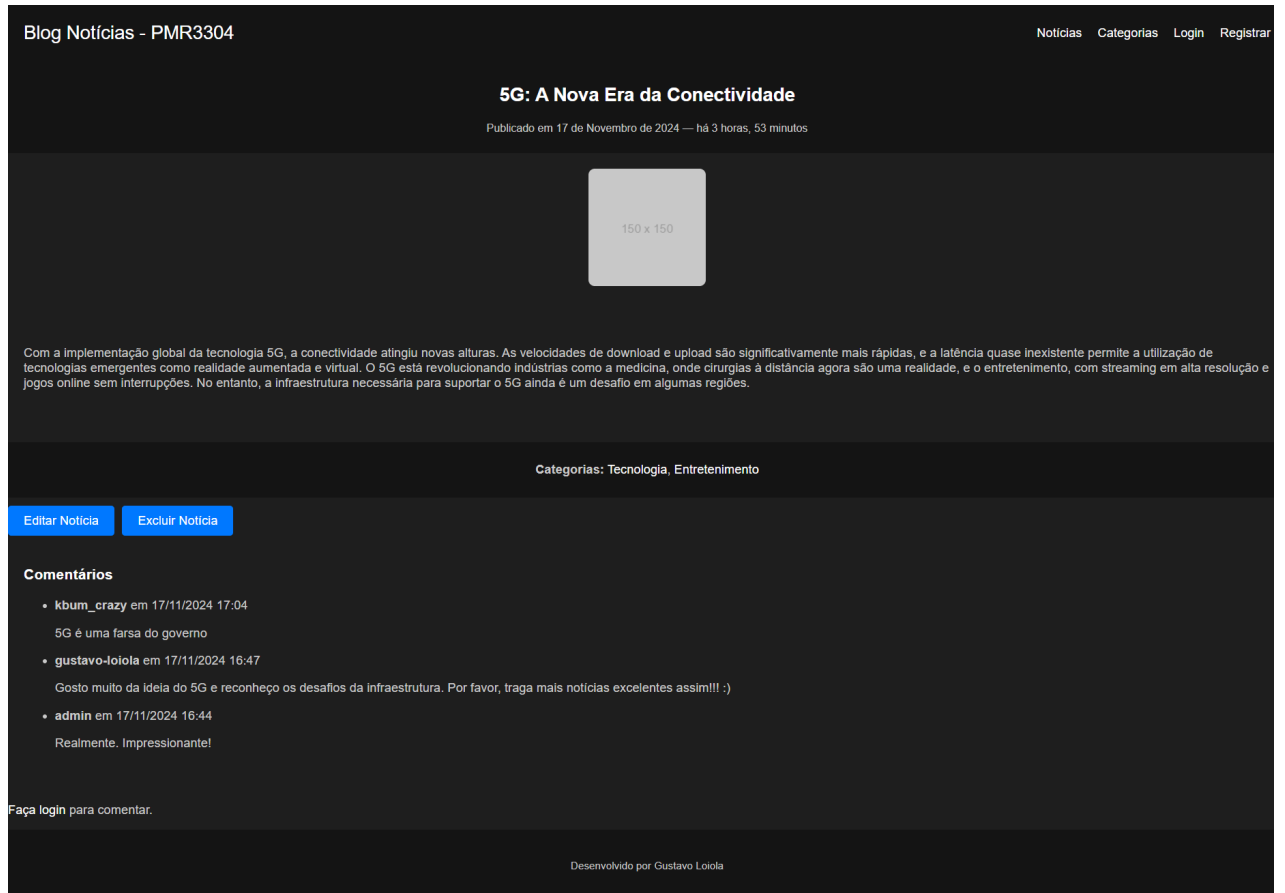 Blog Notícias - PMR3304
Notícias Categorias Login Registrar
5G: A Nova Era da Conectividade
Publicado em 17 de Novembro de 2024 — há 3 horas, 53 minutos
150 x 150
Com a implementação global da tecnologia 5G, a conectividade atingiu novas alturas. As velocidades de download e upload são significativamente mais rápidas, e a latência quase inexistente permite a utilização de
tecnologias emergentes como realidade aumentada e virtual. O 5G está revolucionando indústrias como a medicina, onde cirurgias à distância agora são uma realidade, e o entretenimento, com streaming em alta resolução e
jogos online sem interrupções. No entanto, a infraestrutura necessária para suportar o 5G ainda é um desafio em algumas regiões.
Categorias: Tecnologia, Entretenimento
Editar Notícia Excluir Notícia
Comentários
• kbum_crazy em 17/11/2024 17:04
5G é uma farsa do governo
• gustavo-loiola em 17/11/2024 16:47
Gosto muito da ideia do 5G e reconheço os desafios da infraestrutura. Por favor, traga mais notícias excelentes assim!!! :)
• admin em 17/11/2024 16:44
Realmente. Impressionante!
Faça login para comentar.
Desenvolvido por Gustavo Loiola